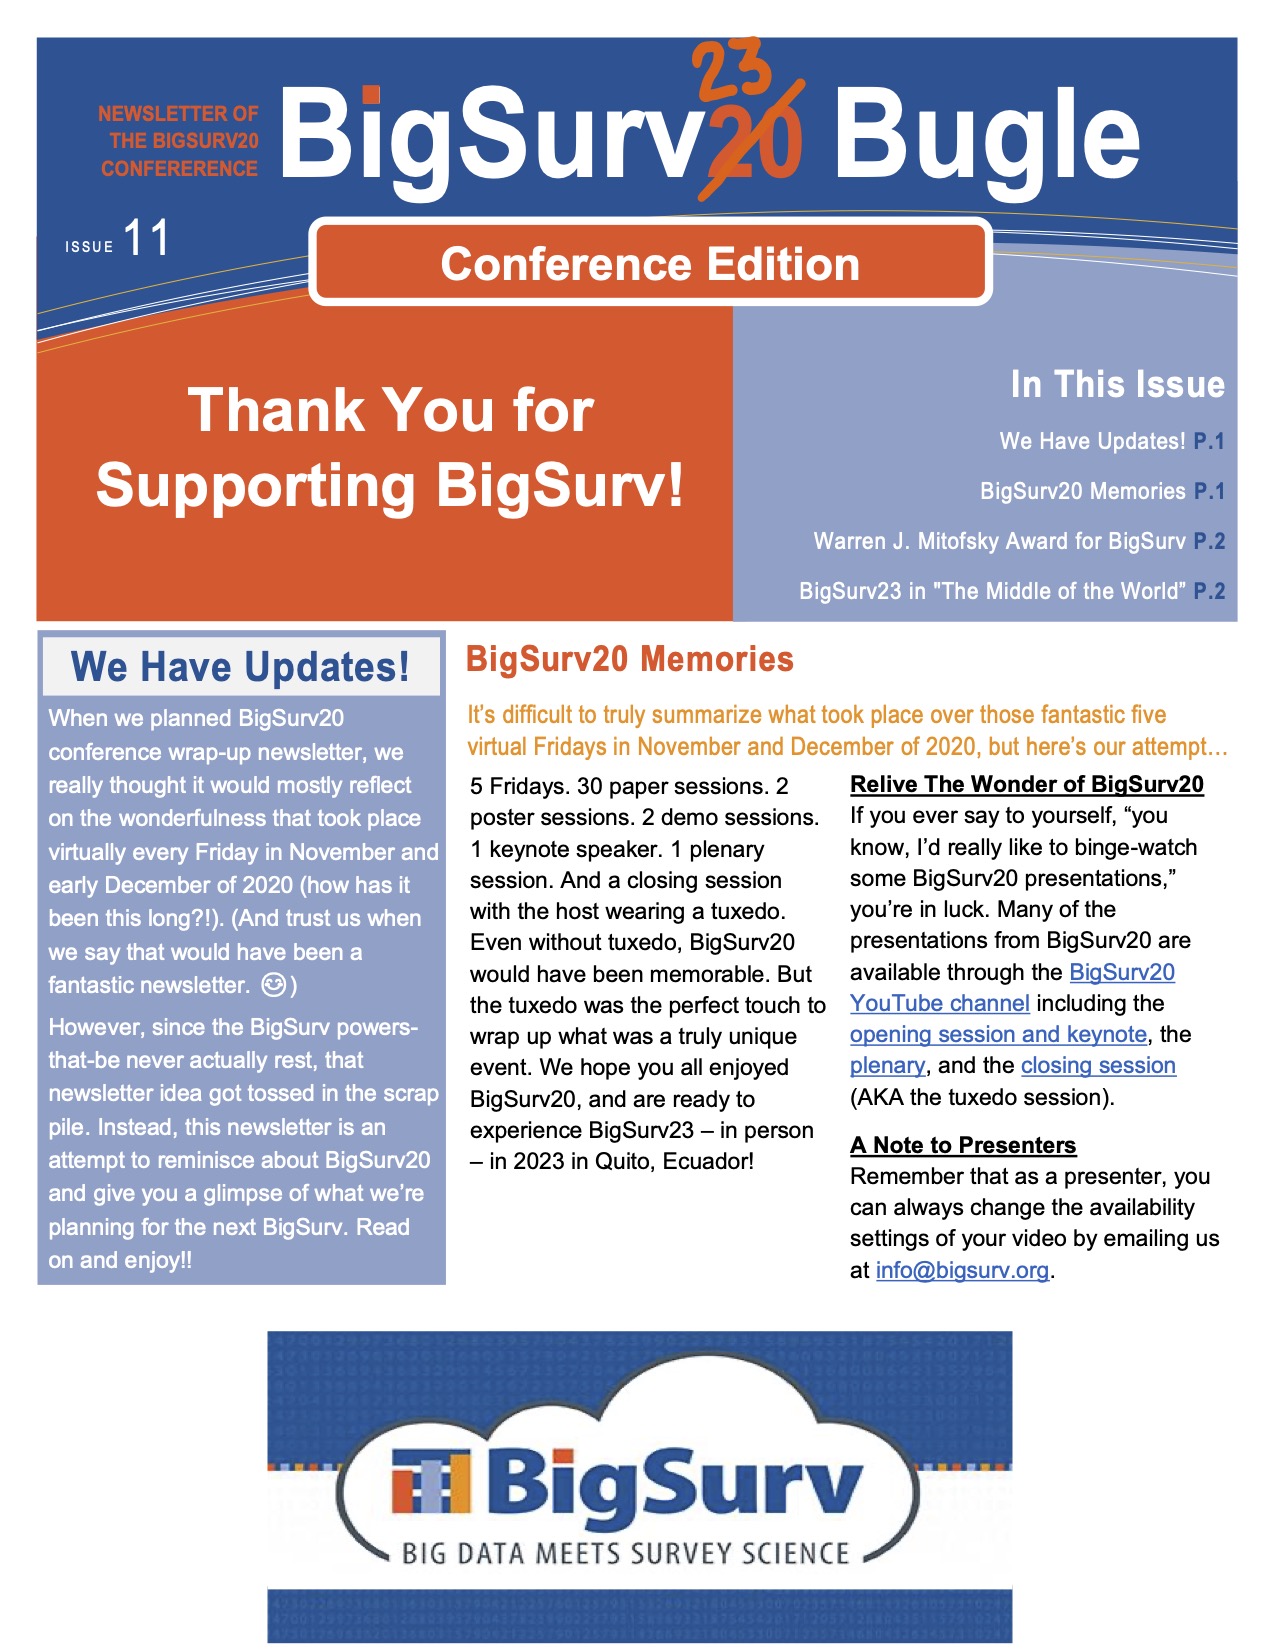 NEWSLETTER OF
THE BIGSURV20
CONFERERENCE
BigSurv20 Bugle
23
ISSUE 11
Conference Edition
Thank You for
Supporting BigSurv!
In This Issue
We Have Updates! P.1
BigSurv20 Memories P.1
Warren J. Mitofsky Award for BigSurv P.2
BigSurv23 in "The Middle of the World” P.2
We Have Updates!
When we planned BigSurv20
conference wrap-up newsletter, we
really thought it would mostly reflect
on the wonderfulness that took place
virtually every Friday in November and
early December of 2020 (how has it
been this long?!). (And trust us when
we say that would have been a
fantastic newsletter. 😊)
However, since the BigSurv powers-
that-be never actually rest, that
newsletter idea got tossed in the scrap
pile. Instead, this newsletter is an
attempt to reminisce about BigSurv20
and give you a glimpse of what we’re
planning for the next BigSurv. Read
on and enjoy!!
BigSurv20 Memories
It’s difficult to truly summarize what took place over those fantastic five
virtual Fridays in November and December of 2020, but here’s our attempt…
5 Fridays. 30 paper sessions. 2
poster sessions. 2 demo sessions.
1 keynote speaker. 1 plenary
session. And a closing session
with the host wearing a tuxedo.
Even without tuxedo, BigSurv20
would have been memorable. But
the tuxedo was the perfect touch to
wrap up what was a truly unique
event. We hope you all enjoyed
BigSurv20, and are ready to
experience BigSurv23 – in person
– in 2023 in Quito, Ecuador!
Relive The Wonder of BigSurv20
If you ever say to yourself, “you
know, I’d really like to binge-watch
some BigSurv20 presentations,”
you’re in luck. Many of the
presentations from BigSurv20 are
available through the BigSurv20
YouTube channel including the
opening session and keynote, the
plenary, and the closing session
(AKA the tuxedo session).
A Note to Presenters
Remember that as a presenter, you
can always change the availability
settings of your video by emailing us
at info@bigsurv.org.
BigSurv
BIG DATA MEETS SURVEY SCIENCE